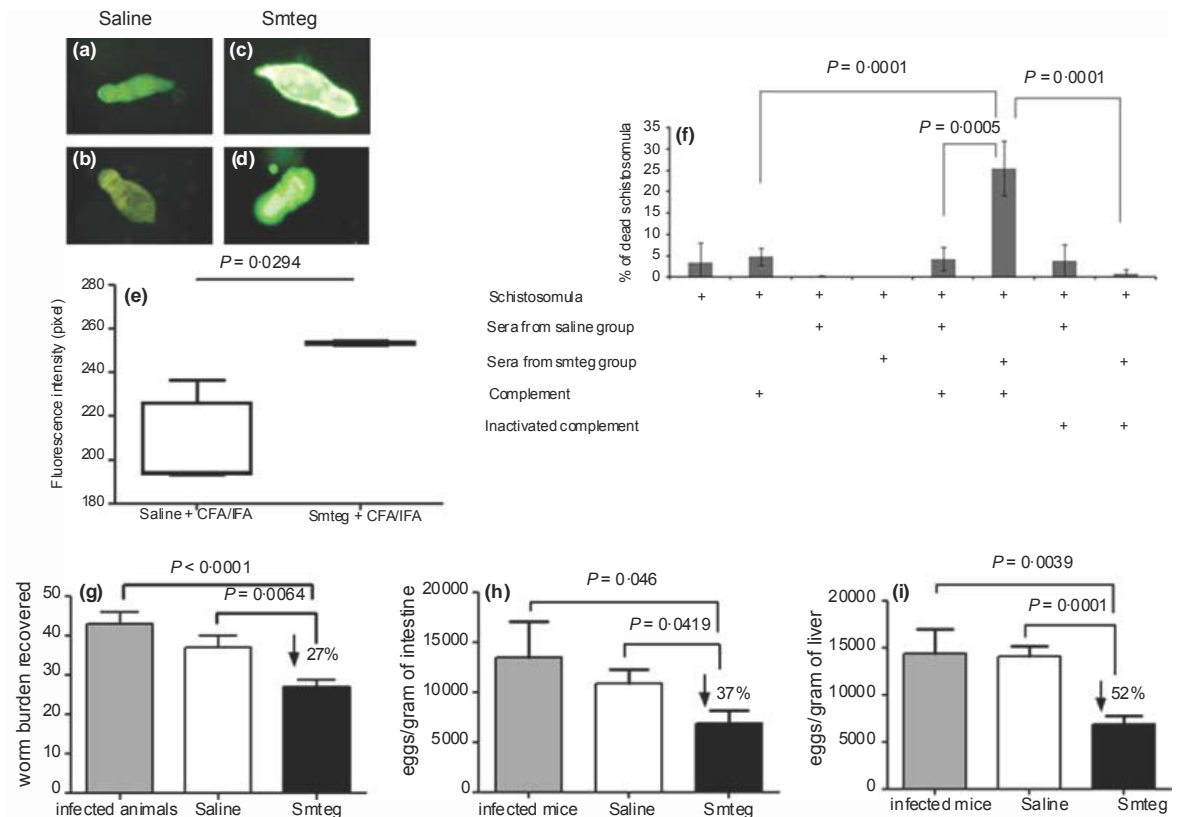 Saline Smteg
(a) (c)
(b) (d)
P = 0·0294
(e)
280
260
240
220
200
180
Fluorescence intensity (pixel)
Saline + CFA/IFA Smteg + CFA/IFA
P = 0·0001
P = 0·0001
P = 0·0005
(f)
35
30
25
20
15
10
5
0
% of dead schistosomula
Schistosomula + + + + + + + +
Sera from saline group + + +
Sera from smteg group + + +
Complement + + +
Inactivated complement + +
P < 0·0001
(g)
P = 0·0064
27%
50
40
30
20
10
0
worm burden recovered
infected animals Saline Smteg
P = 0·046
(h)
P = 0·0419
37%
20000
15000
10000
5000
0
eggs/gram of intestine
infected mice Saline Smteg
P = 0·0039
(i)
P = 0·0001
52%
20000
15000
10000
5000
0
eggs/gram of liver
infected mice Saline Smteg